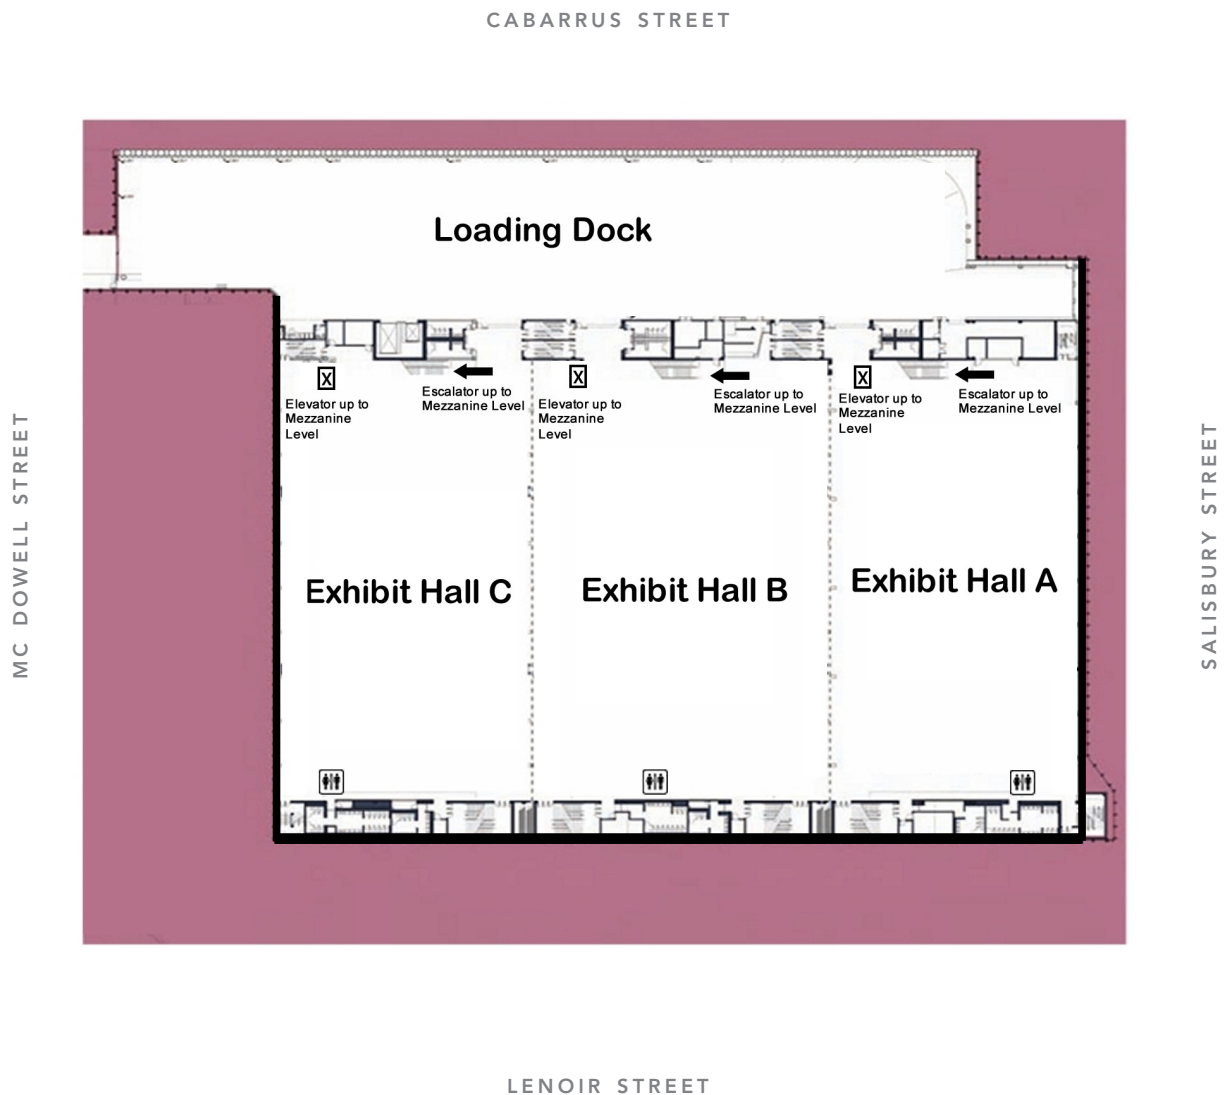 CABARRUS STREET
Loading Dock
X
Elevator up to
Mezzanine
Level
Escalator up to
Mezzanine Level
X
Elevator up to
Mezzanine
Level
Escalator up to
Mezzanine Level
X
Elevator up to
Mezzanine
Level
Escalator up to
Mezzanine Level
MC DOWELL STREET
SALISBURY STREET
Exhibit Hall C
Exhibit Hall B
Exhibit Hall A
LENOIR STREET